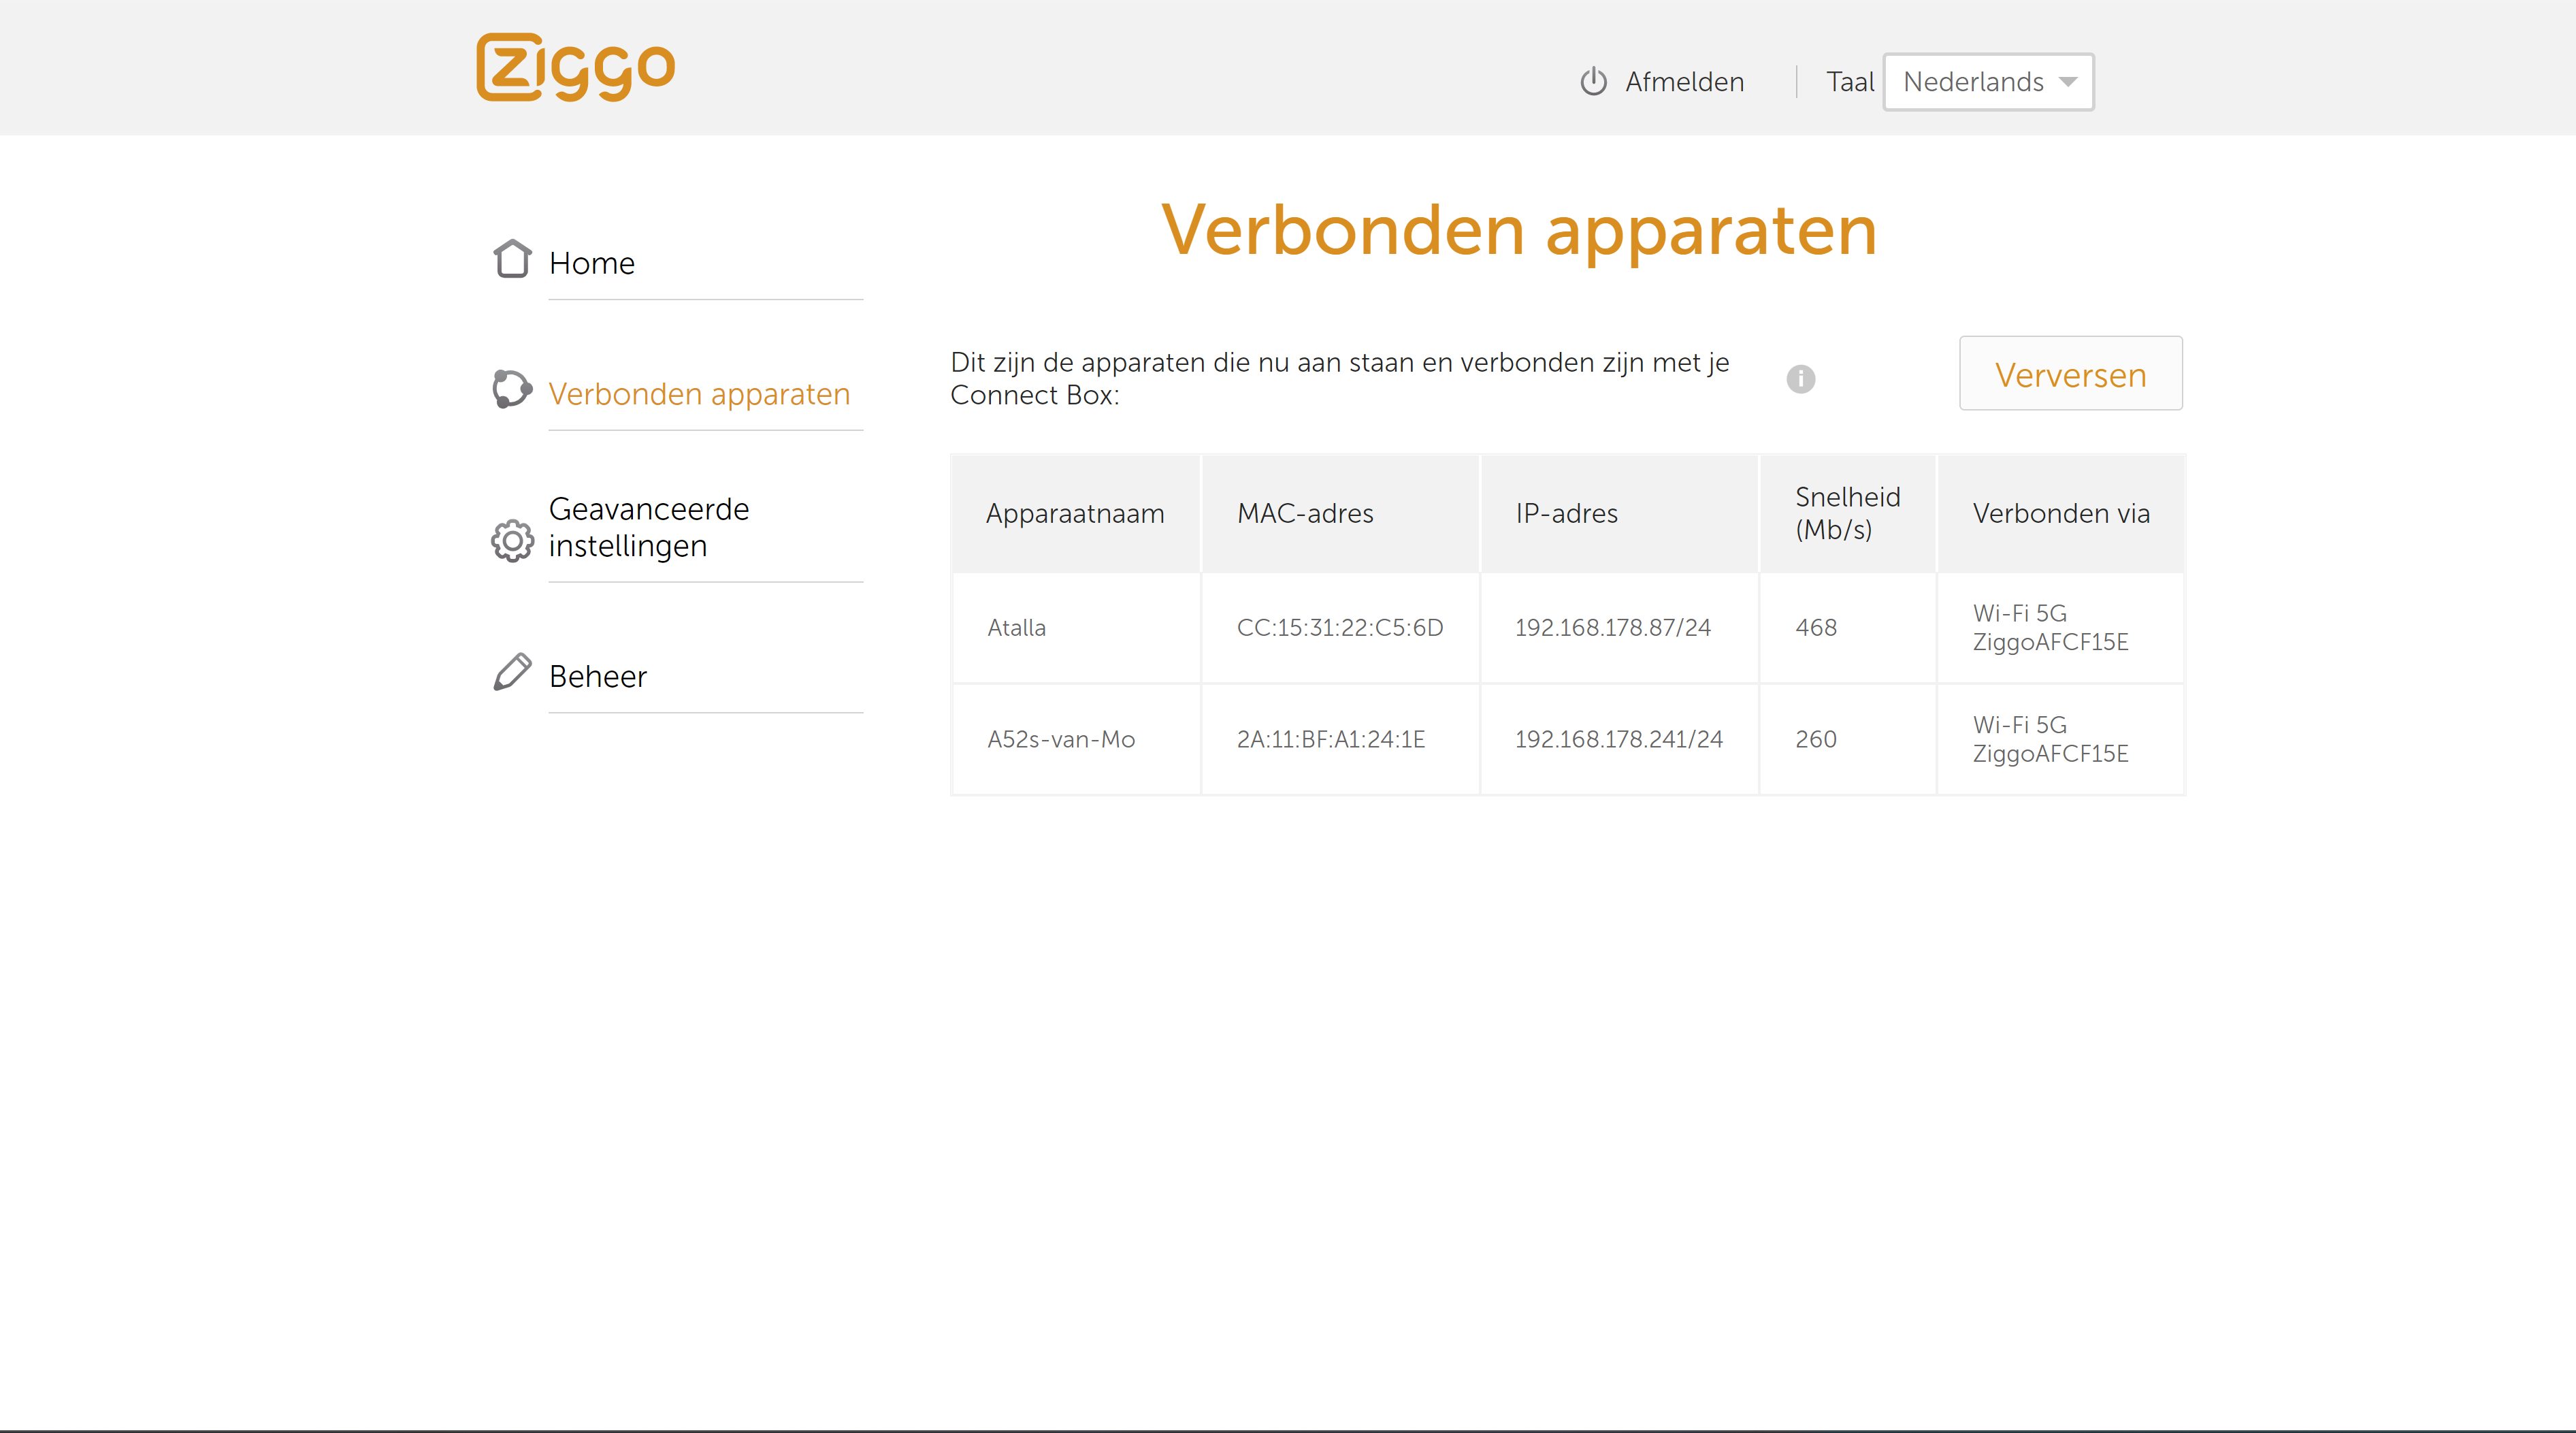 Ziggo
Afmelden
Taal
Nederlands
Home
Verbonden apparaten
Geavanceerde
instellingen
Beheer
Verbonden apparaten
Dit zijn de apparaten die nu aan staan en verbonden zijn met je
Connect Box:
i
Verversen
Apparaatnaam MAC-adres IP-adres Snelheid (Mb/s) Verbonden via
Atalla CC:15:31:22:C5:6D 192.168.178.87/24 468 Wi-Fi 5G ZiggoAFCF15E
A52s-van-Mo 2A:11:BF:A1:24:1E 192.168.178.241/24 260 Wi-Fi 5G ZiggoAFCF15E